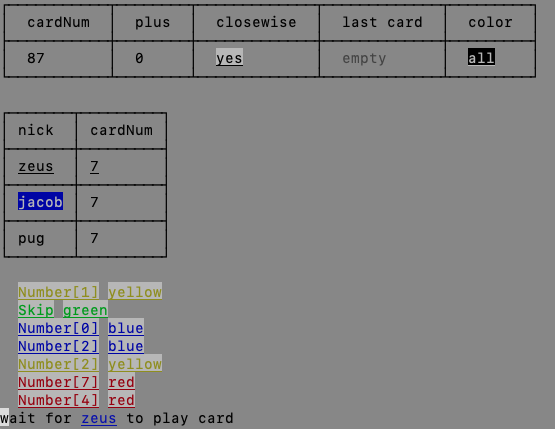 cardNum plus closewise last card color
87 0 yes empty all
nick cardNum
zeus 7
jacob 7
pug 7
Number[1] yellow
Skip green
Number[0] blue
Number[2] blue
Number[2] yellow
Number[7] red
Number[4] red
wait for zeus to play card